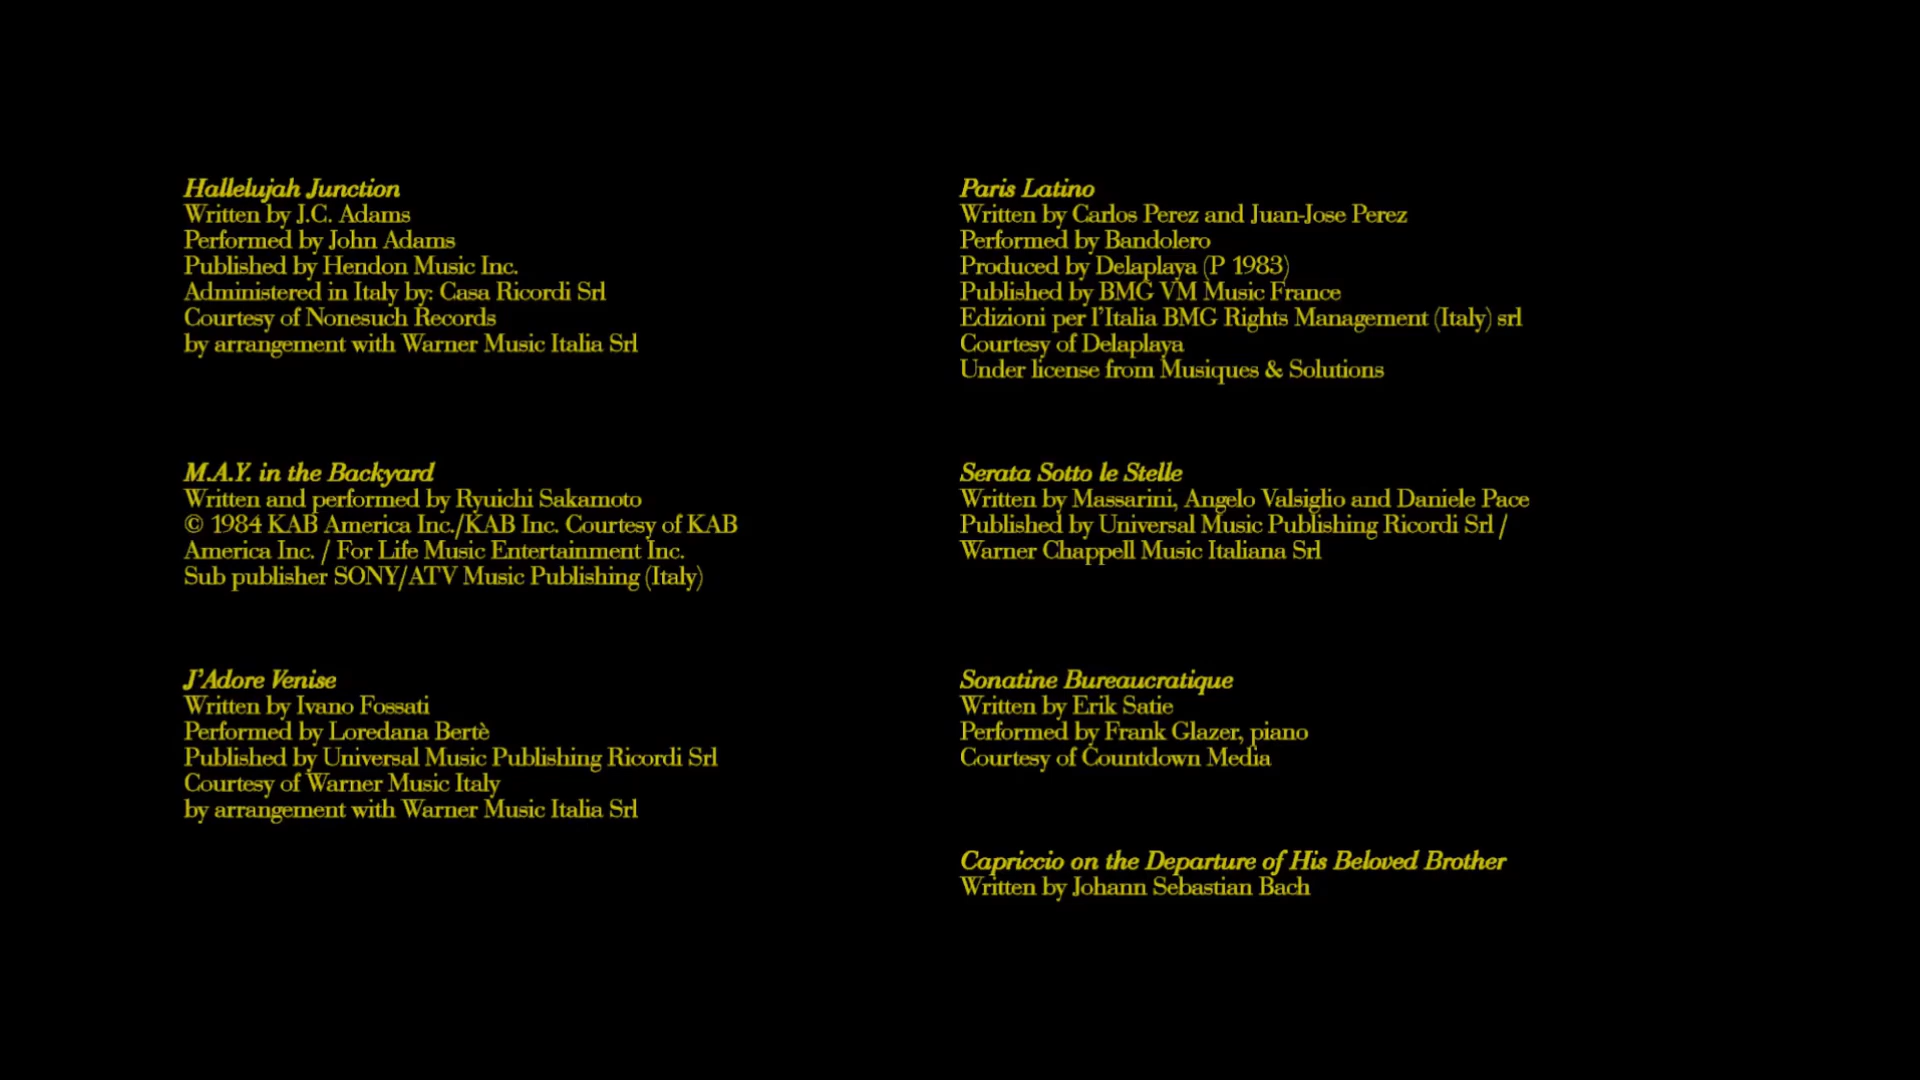 Hallelujah Junction
Written by J.C. Adams
Performed by John Adams
Published by Hendon Music Inc.
Administered in Italy by: Casa Ricordi Srl
Courtesy of Nonesuch Records
by arrangement with Warner Music Italia Srl
M.A.Y. in the Backyard
Written and performed by Ryuichi Sakamoto
© 1984 KAB America Inc./KAB Inc. Courtesy of KAB
America Inc. / For Life Music Entertainment Inc.
Sub publisher SONY/ATV Music Publishing (Italy)
J'Adore Venise
Written by Ivano Fossati
Performed by Loredana Bertè
Published by Universal Music Publishing Ricordi Srl
Courtesy of Warner Music Italy
by arrangement with Warner Music Italia Srl
Paris Latino
Written by Carlos Perez and Juan-Jose Perez
Performed by Bandolero
Produced by Delaplaya (P 1983)
Published by BMG VM Music France
Edizioni per l'Italia BMG Rights Management (Italy) srl
Courtesy of Delaplaya
Under license from Musiques & Solutions
Serata Sotto le Stelle
Written by Massarini, Angelo Valsiglio and Daniele Pace
Published by Universal Music Publishing Ricordi Srl /
Warner Chappell Music Italiana Srl
Sonatine Bureaucratique
Written by Erik Satie
Performed by Frank Glazer, piano
Courtesy of Countdown Media
Capriccio on the Departure of His Beloved Brother
Written by Johann Sebastian Bach